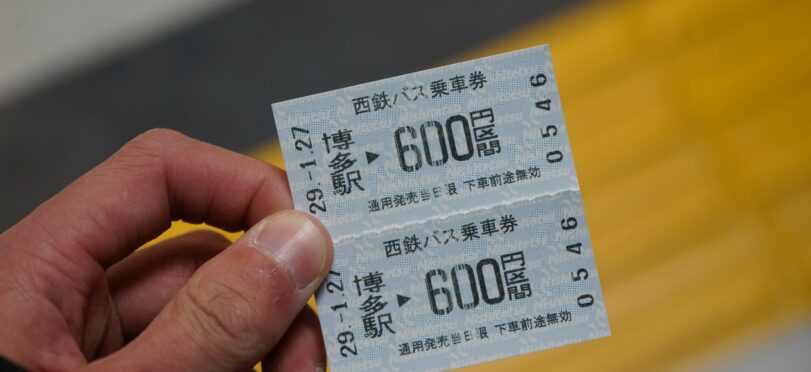 西鉄バス乗車券
29.-1.27
博多駅▶600円区間
0546
通用発売当日限 下車前途無効
西鉄バス乗車券
29.-1.27
博多駅▶600円区間
0546
通用発売当日限 下車前途無効